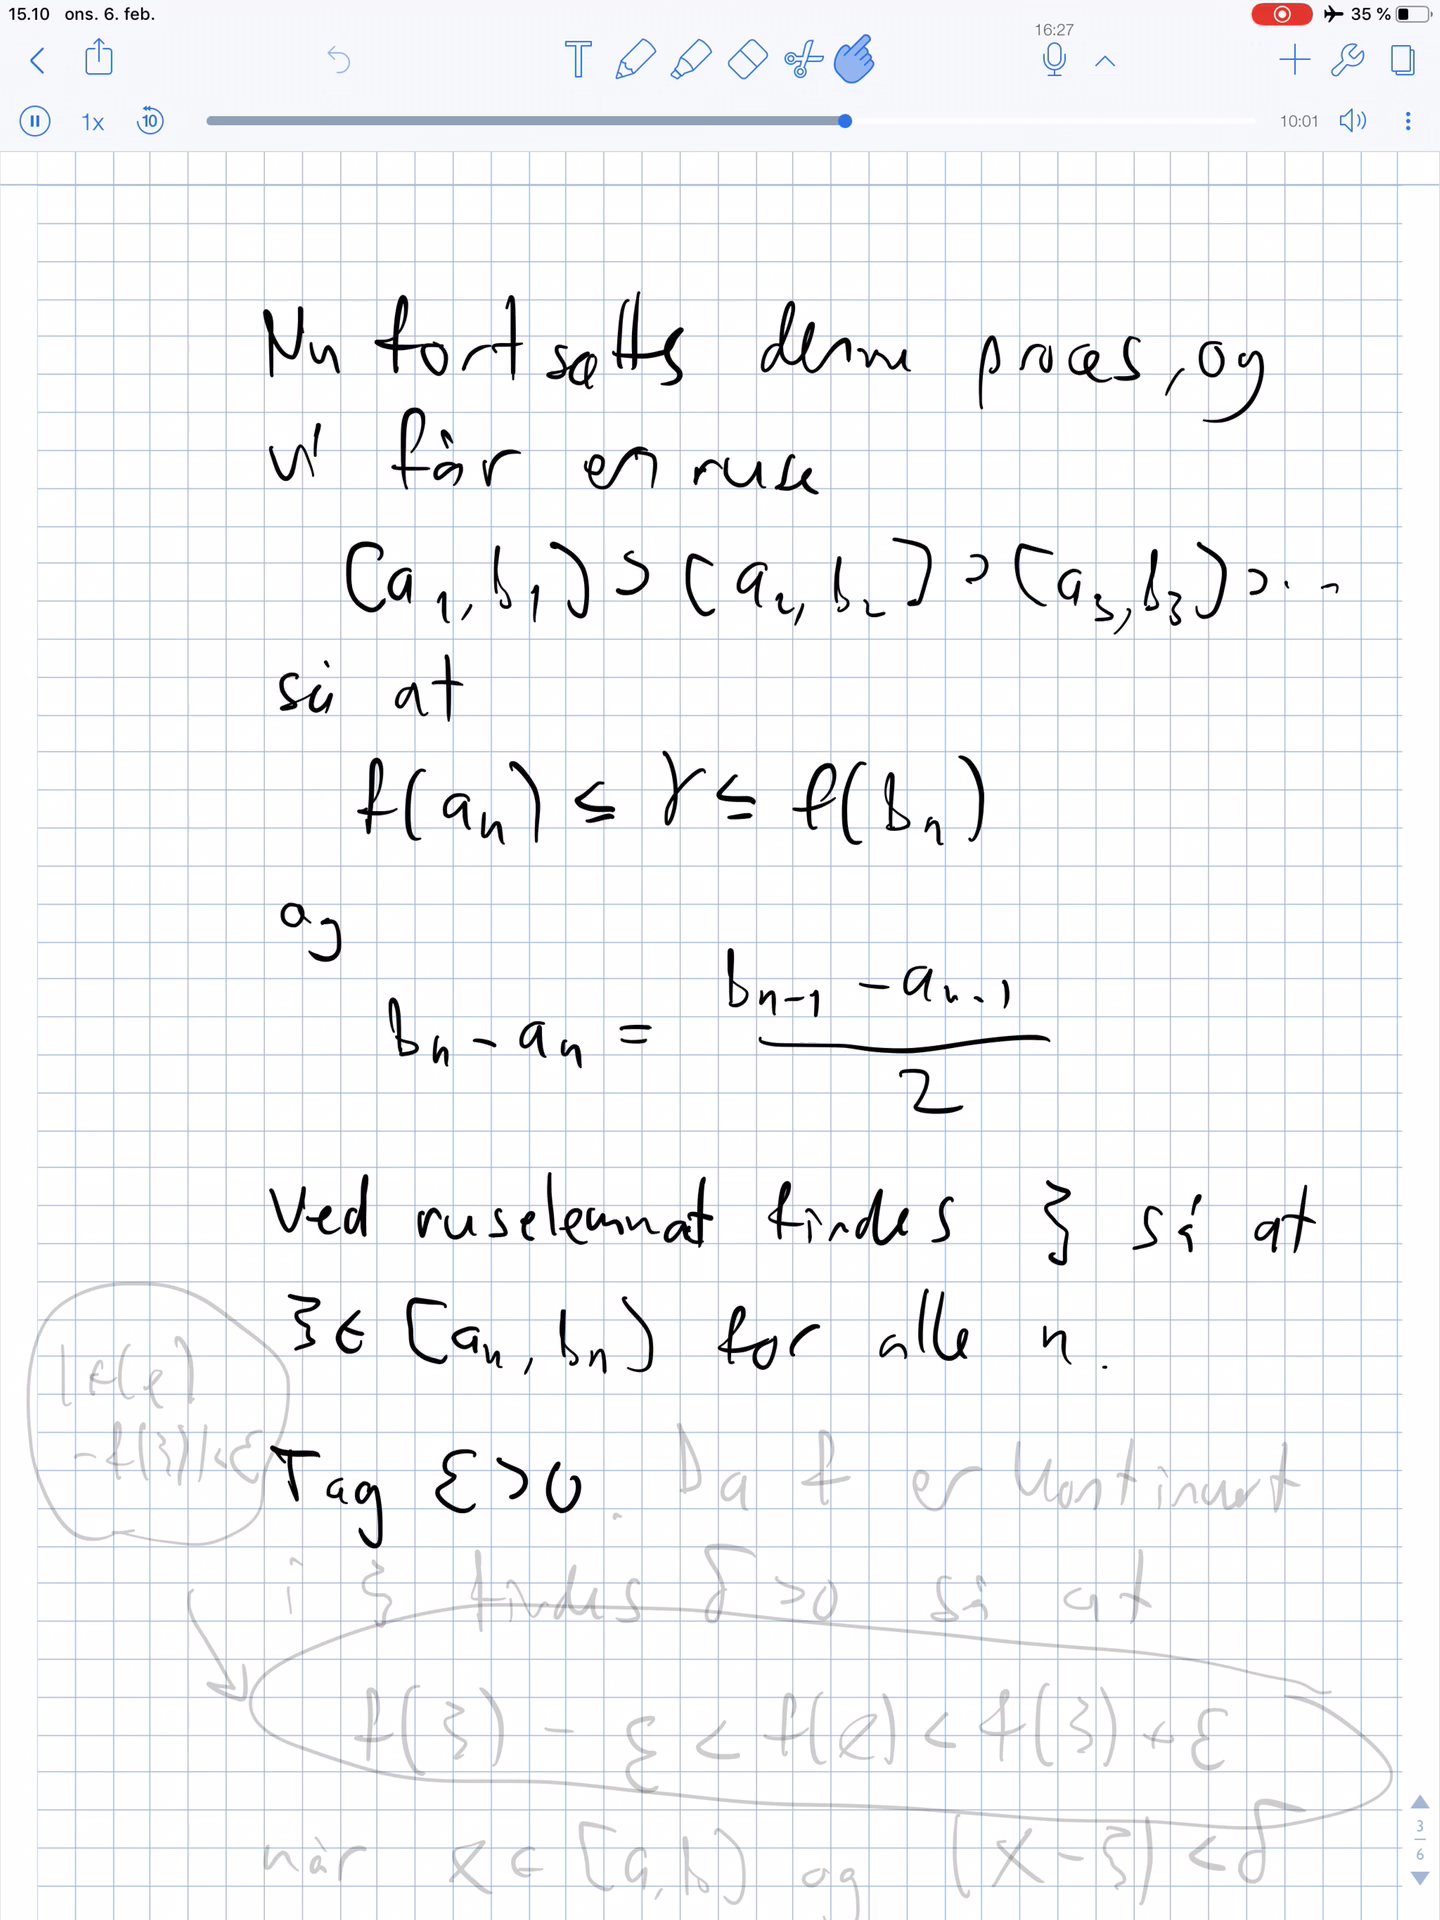 15.10 ons. 6. feb.
35 %
16:27
T
1x
10
10:01
Nu fortsættes denne proces, og
vi får en ruse
[a₁, b₁] ⊃ [a₂, b₂] ⊃ [a₃, b₃] ⊃ ...
så at
f(aₙ) ≤ γ ≤ f(bₙ)
og
bₙ - aₙ = (bₙ₋₁ - aₙ₋₁)/2
Ved ruselemmat findes ξ så at
ξ ∈ [aₙ, bₙ] for alle n.
|f(x)
- f(ξ)| < ε
Tag ε > 0. Da f er kontinuert
i ξ findes δ > 0 så at
f(ξ) - ε < f(x) < f(ξ) + ε
når x ∈ [a, b] og |x - ξ| < δ
3
6